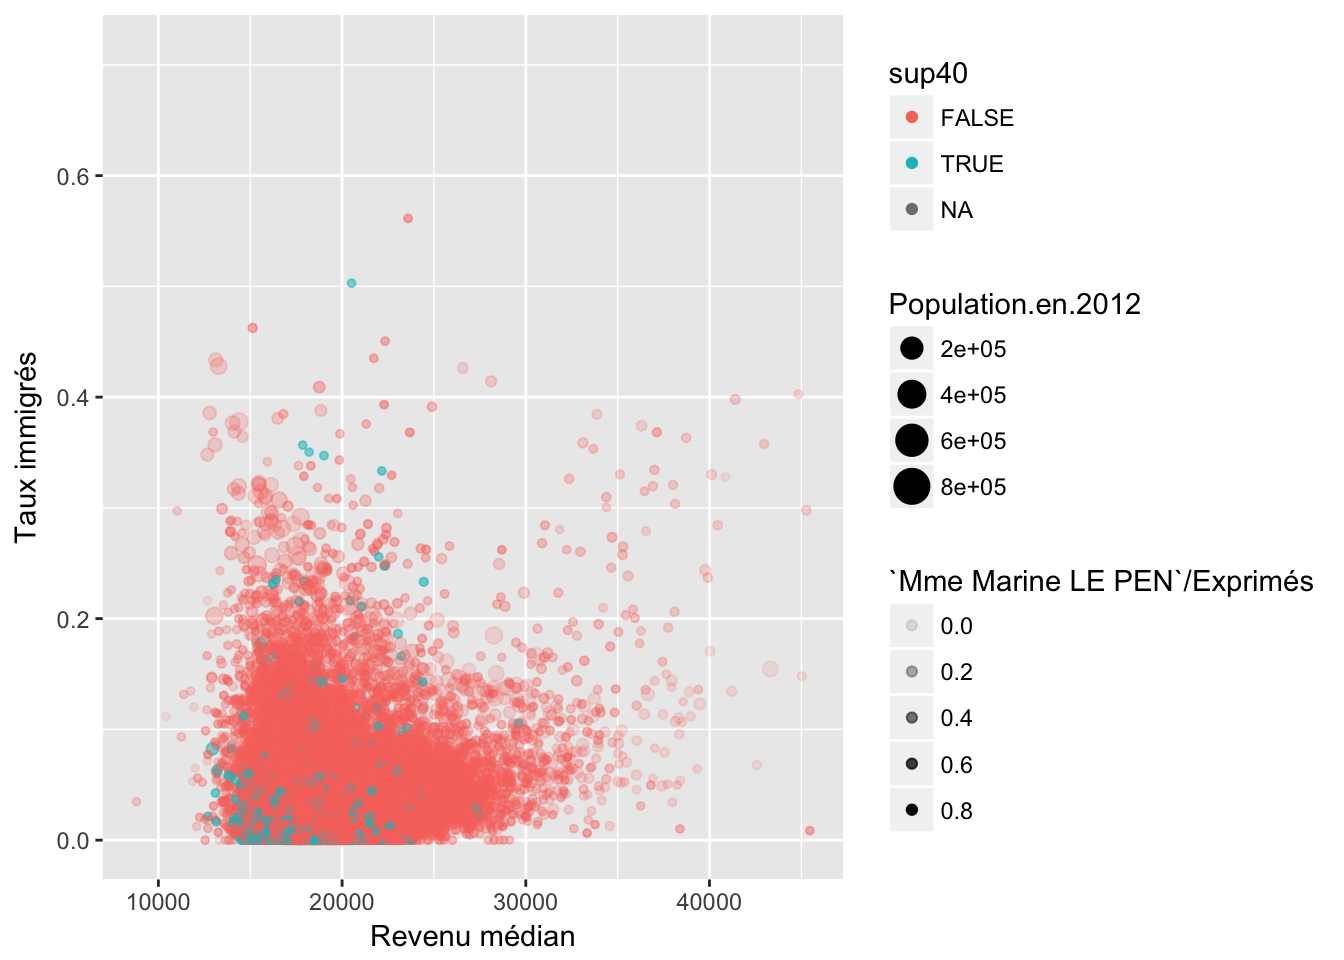 Taux immigrés
0.6
0.4
0.2
0.0
10000 20000 30000 40000
Revenu médian
sup40
FALSE
TRUE
NA
Population.en.2012
2e+05
4e+05
6e+05
8e+05
`Mme Marine LE PEN`/Exprimés
0.0
0.2
0.4
0.6
0.8